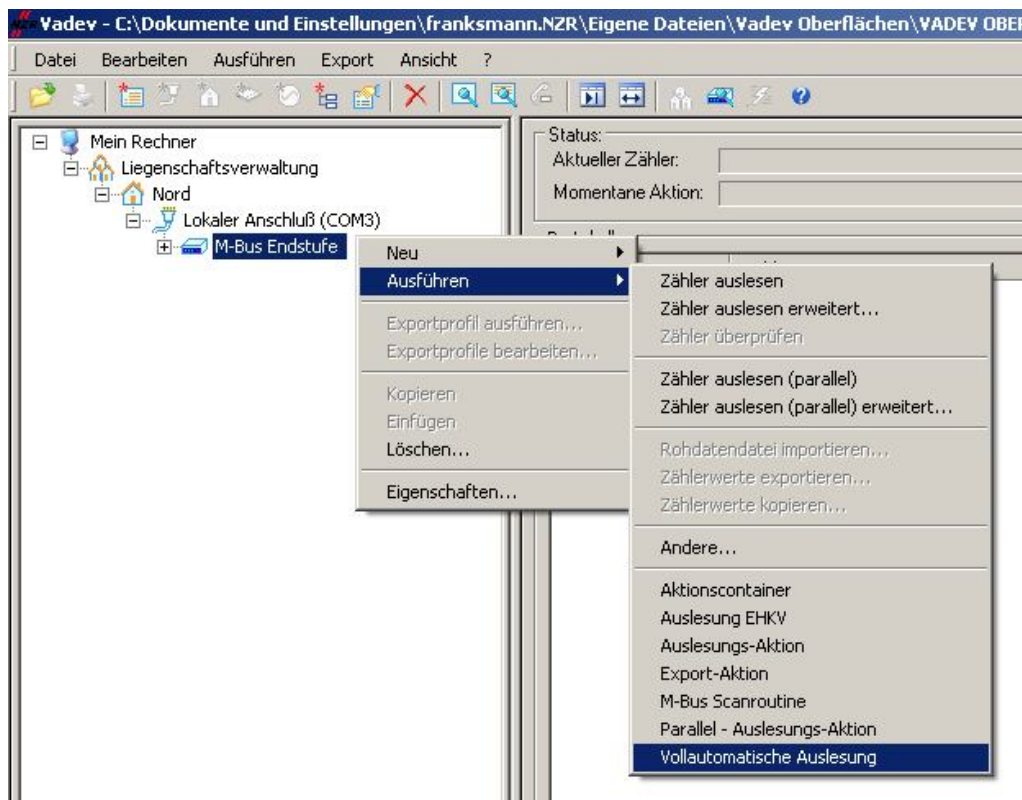 Vadev - C:\Dokumente und Einstellungen\franksmann.NZR\Eigene Dateien\Vadev Oberflächen\VADEV OBER
Datei Bearbeiten Ausführen Export Ansicht ?
Mein Rechner
Liegenschaftsverwaltung
Nord
Lokaler Anschluß (COM3)
M-Bus Endstufe
Status:
Aktueller Zähler:
Momentane Aktion:
Neu
Ausführen
Exportprofil ausführen...
Exportprofile bearbeiten...
Kopieren
Einfügen
Löschen...
Eigenschaften...
Zähler auslesen
Zähler auslesen erweitert...
Zähler überprüfen
Zähler auslesen (parallel)
Zähler auslesen (parallel) erweitert...
Rohdatendatei importieren...
Zählerwerte exportieren...
Zählerwerte kopieren...
Andere...
Aktionscontainer
Auslesung EHKV
Auslesungs-Aktion
Export-Aktion
M-Bus Scanroutine
Parallel - Auslesungs-Aktion
Vollautomatische Auslesung